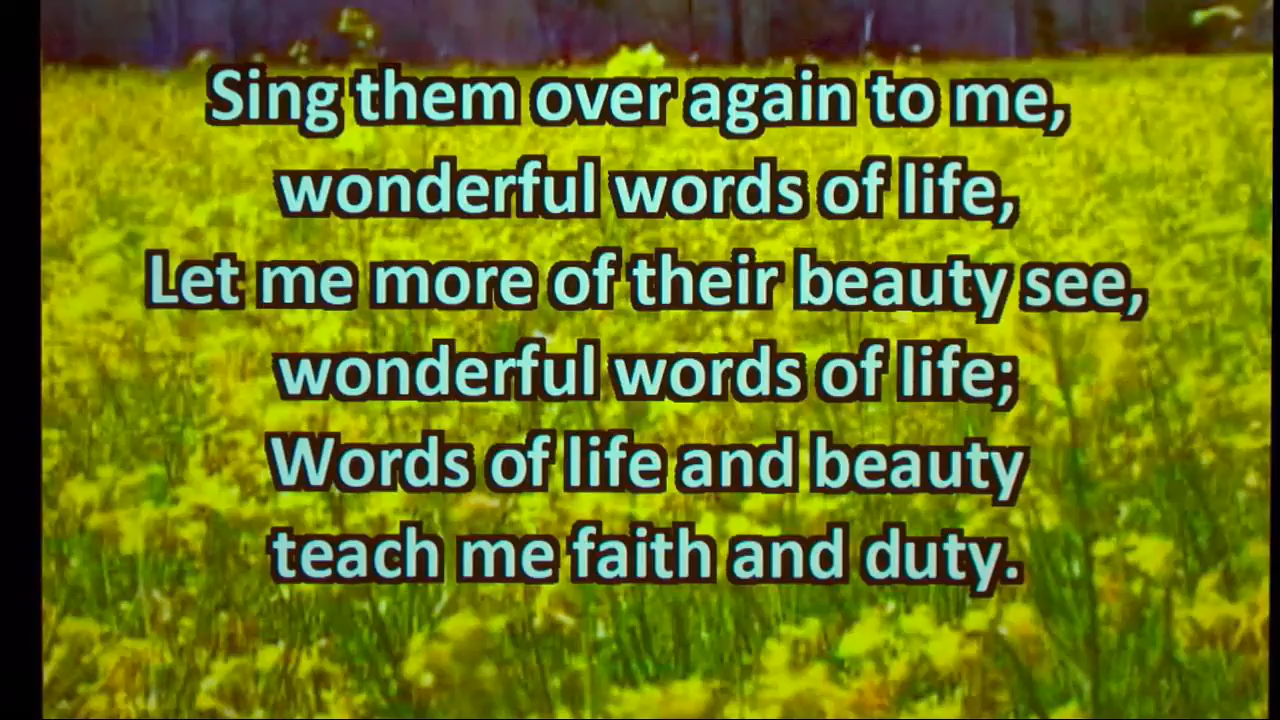 Sing them over again to me,
wonderful words of life,
Let me more of their beauty see,
wonderful words of life;
Words of life and beauty
teach me faith and duty.